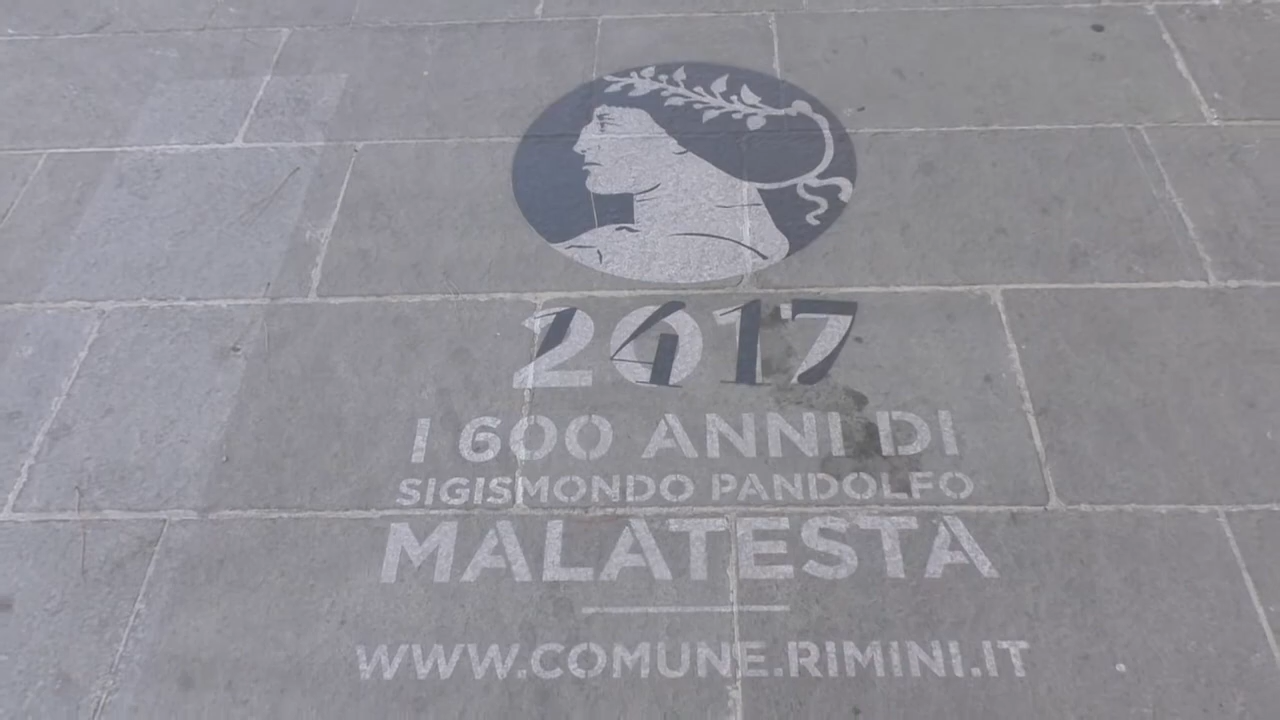 2017
I 600 ANNI DI
SIGISMONDO PANDOLFO
MALATESTA
WWW.COMUNE.RIMINI.IT